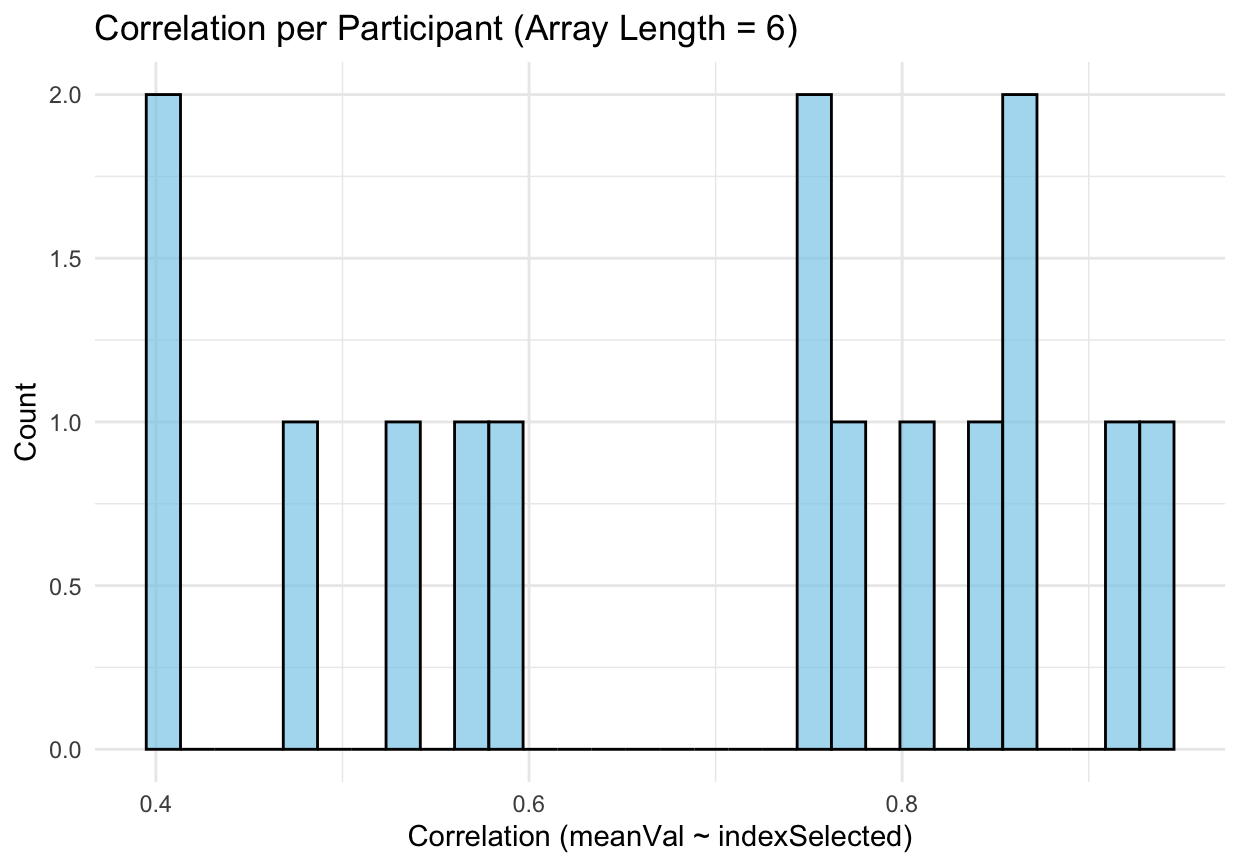 Correlation per Participant (Array Length = 6)
2.0
1.5
1.0
0.5
0.0
Count
0.4 0.6 0.8
Correlation (meanVal ~ indexSelected)